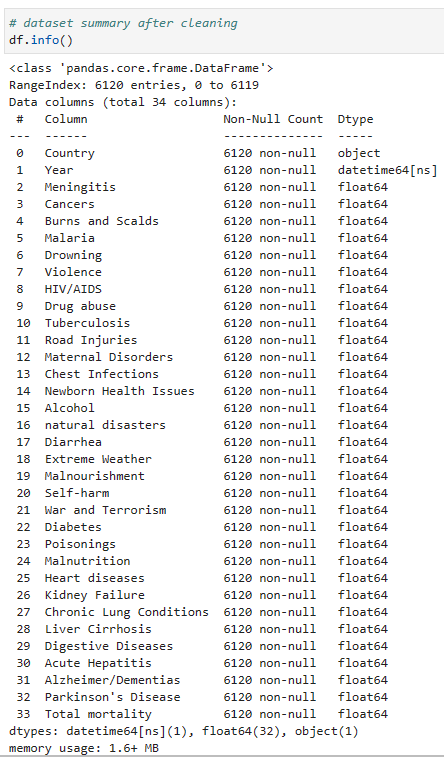 # dataset summary after cleaning
df.info()
<class 'pandas.core.frame.DataFrame'>
RangeIndex: 6120 entries, 0 to 6119
Data columns (total 34 columns):
 #   Column                   Non-Null Count  Dtype
---  ------                   --------------  -----
 0   Country                  6120 non-null   object
 1   Year                     6120 non-null   datetime64[ns]
 2   Meningitis               6120 non-null   float64
 3   Cancers                  6120 non-null   float64
 4   Burns and Scalds         6120 non-null   float64
 5   Malaria                  6120 non-null   float64
 6   Drowning                 6120 non-null   float64
 7   Violence                 6120 non-null   float64
 8   HIV/AIDS                 6120 non-null   float64
 9   Drug abuse               6120 non-null   float64
 10  Tuberculosis             6120 non-null   float64
 11  Road Injuries            6120 non-null   float64
 12  Maternal Disorders       6120 non-null   float64
 13  Chest Infections         6120 non-null   float64
 14  Newborn Health Issues    6120 non-null   float64
 15  Alcohol                  6120 non-null   float64
 16  natural disasters        6120 non-null   float64
 17  Diarrhea                 6120 non-null   float64
 18  Extreme Weather          6120 non-null   float64
 19  Malnourishment           6120 non-null   float64
 20  Self-harm                6120 non-null   float64
 21  War and Terrorism        6120 non-null   float64
 22  Diabetes                 6120 non-null   float64
 23  Poisonings               6120 non-null   float64
 24  Malnutrition             6120 non-null   float64
 25  Heart diseases           6120 non-null   float64
 26  Kidney Failure           6120 non-null   float64
 27  Chronic Lung Conditions  6120 non-null   float64
 28  Liver Cirrhosis          6120 non-null   float64
 29  Digestive Diseases       6120 non-null   float64
 30  Acute Hepatitis          6120 non-null   float64
 31  Alzheimer/Dementias      6120 non-null   float64
 32  Parkinson's Disease      6120 non-null   float64
 33  Total mortality          6120 non-null   float64
dtypes: datetime64[ns](1), float64(32), object(1)
memory usage: 1.6+ MB